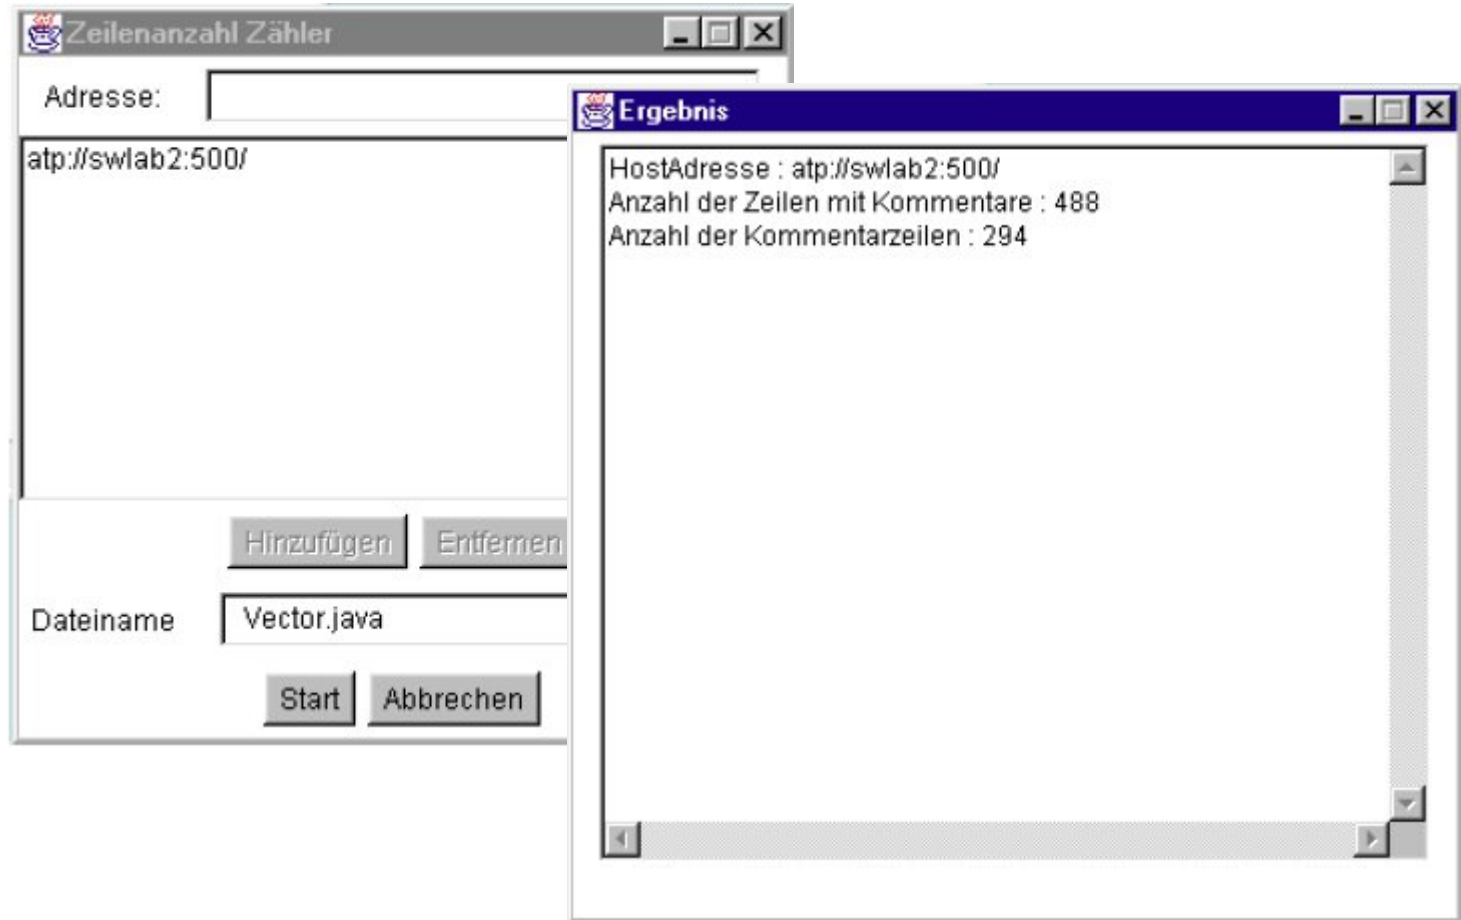 Zeilenanzahl Zähler
Adresse:
atp://swlab2:500/
Hinzufügen Entfernen
Dateiname Vector.java
Start Abbrechen
Ergebnis
HostAdresse : atp://swlab2:500/
Anzahl der Zeilen mit Kommentare : 488
Anzahl der Kommentarzeilen : 294